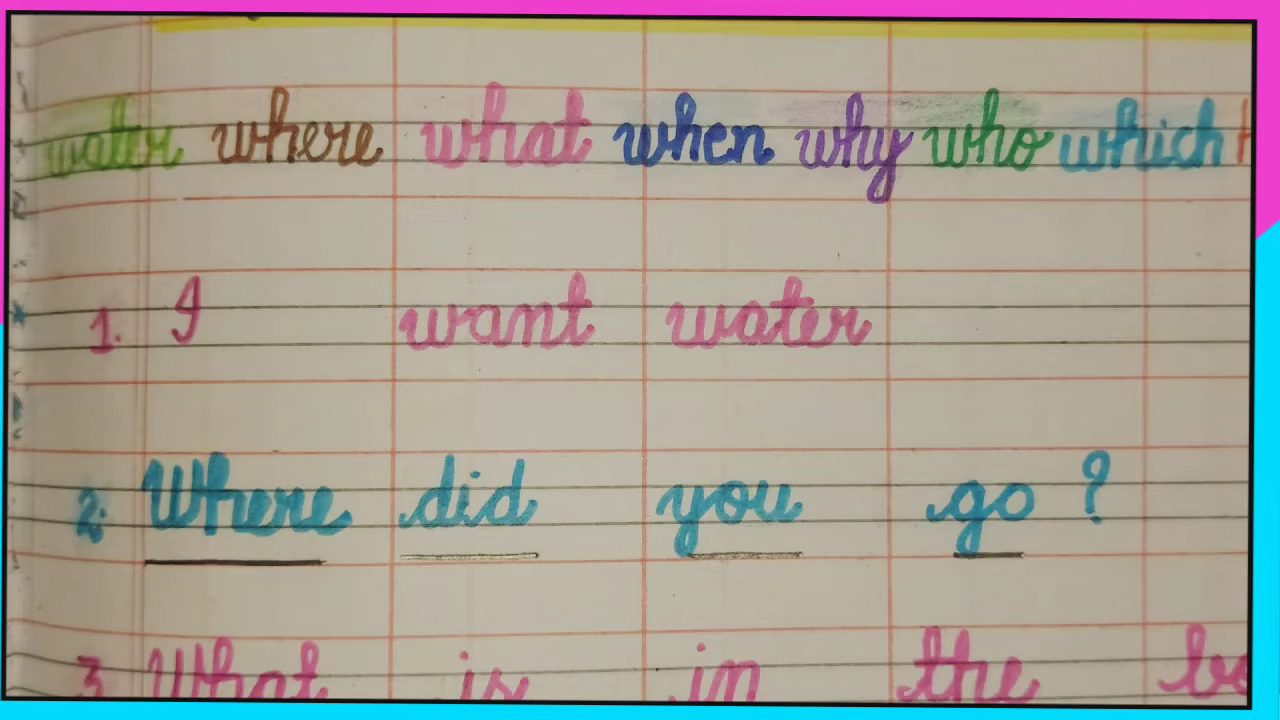 water where what when why who which
1. I want water
2. Where did you go ?
3 What is in the